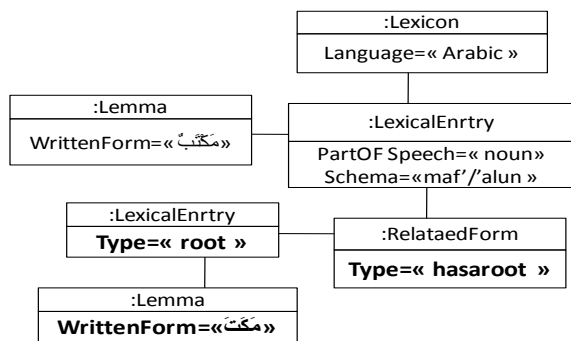 :Lexicon
Language=« Arabic »
:Lemma
WrittenForm=«مَكْتَبٌ»
:LexicalEnrtry
PartOF Speech=« noun»
Schema=«maf’/’alun »
:LexicalEnrtry
Type=« root »
:RelataedForm
Type=« hasaroot »
:Lemma
WrittenForm=«مَكَتَ»